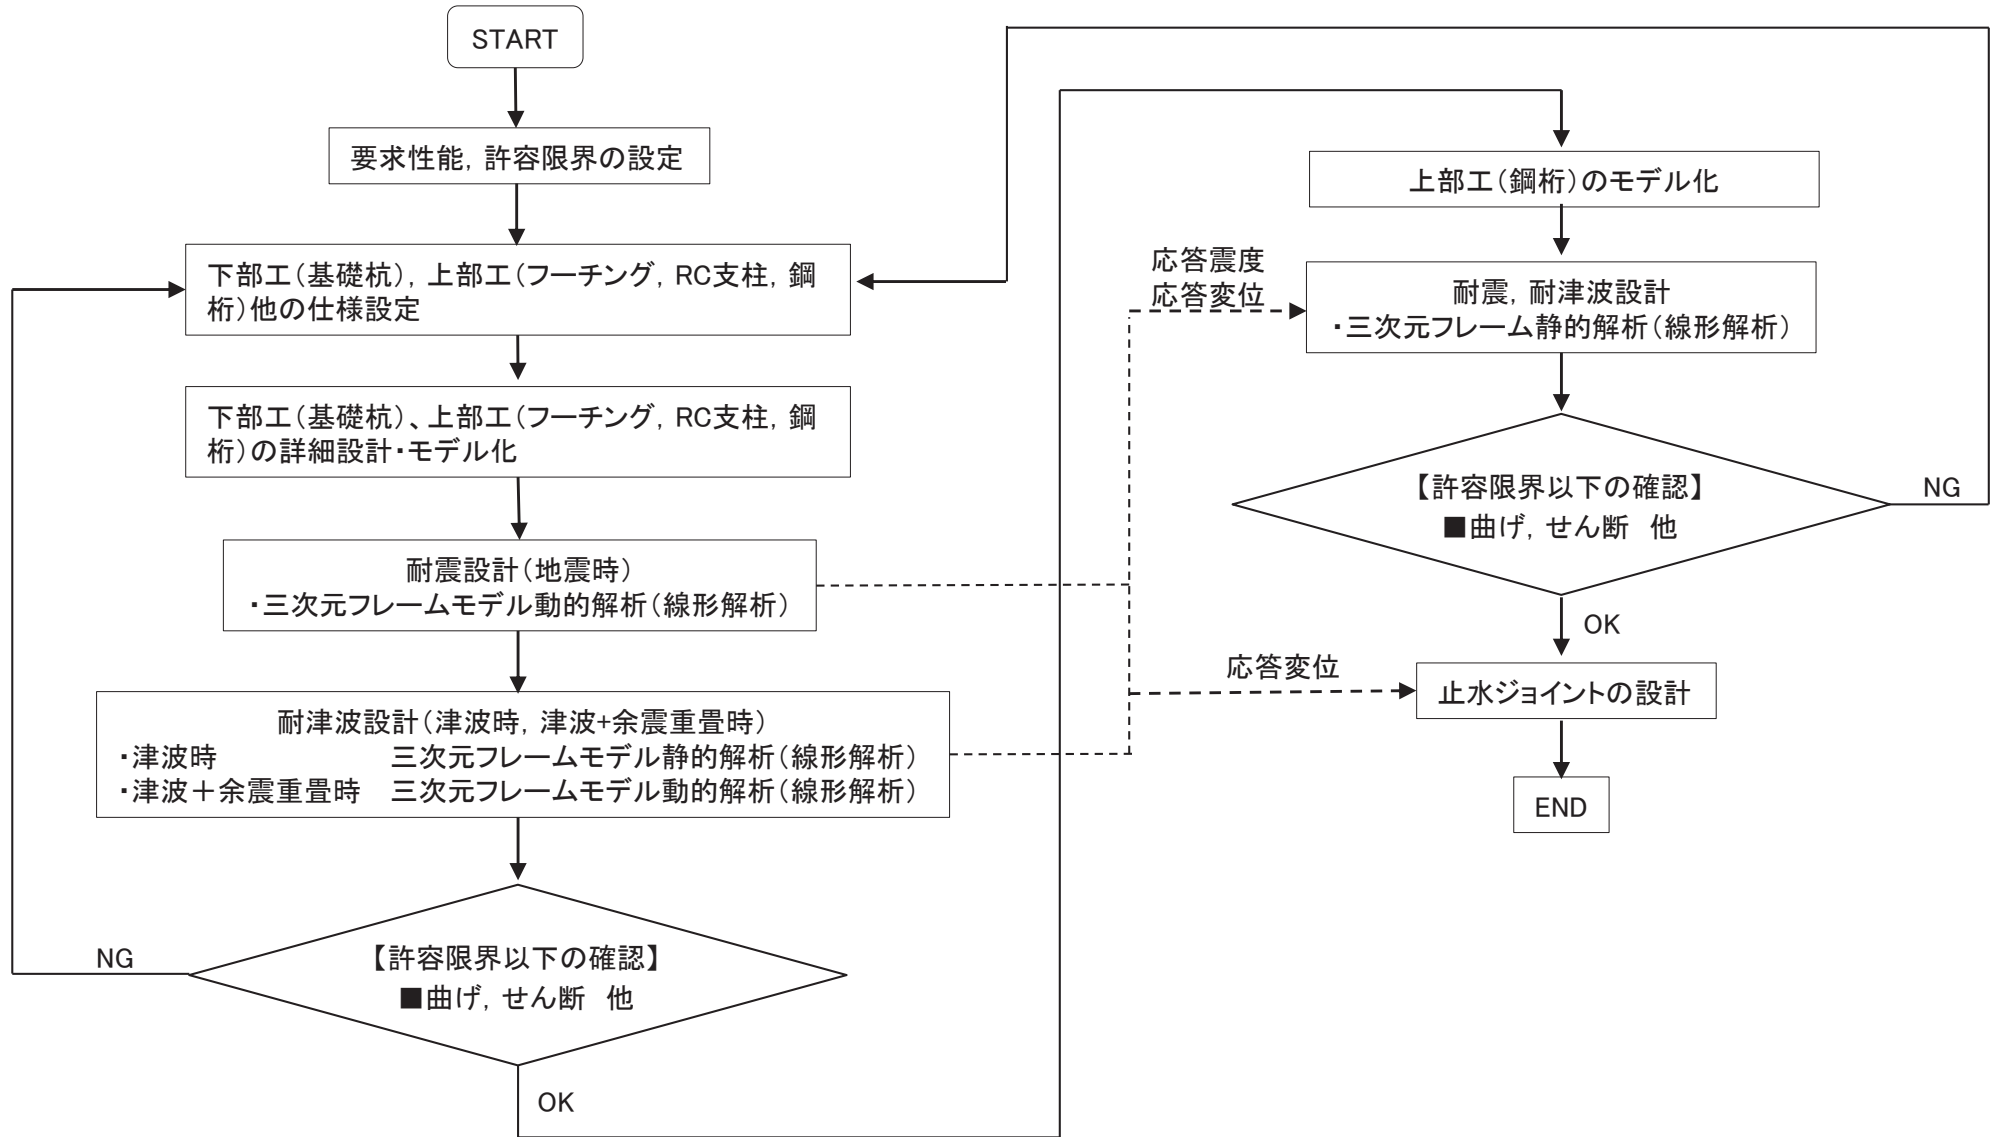 START
要求性能, 許容限界の設定
下部工（基礎杭）, 上部工（フーチング, RC支柱, 鋼
桁）他の仕様設定
下部工（基礎杭）、上部工（フーチング, RC支柱, 鋼
桁）の詳細設計・モデル化
耐震設計（地震時）
・三次元フレームモデル動的解析（線形解析）
耐津波設計（津波時, 津波+余震重畳時）
・津波時　三次元フレームモデル静的解析（線形解析）
・津波＋余震重畳時　三次元フレームモデル動的解析（線形解析）
NG
【許容限界以下の確認】
■曲げ, せん断　他
OK
上部工（鋼桁）のモデル化
応答震度
応答変位
耐震, 耐津波設計
・三次元フレーム静的解析（線形解析）
【許容限界以下の確認】
■曲げ, せん断　他
NG
OK
応答変位
止水ジョイントの設計
END